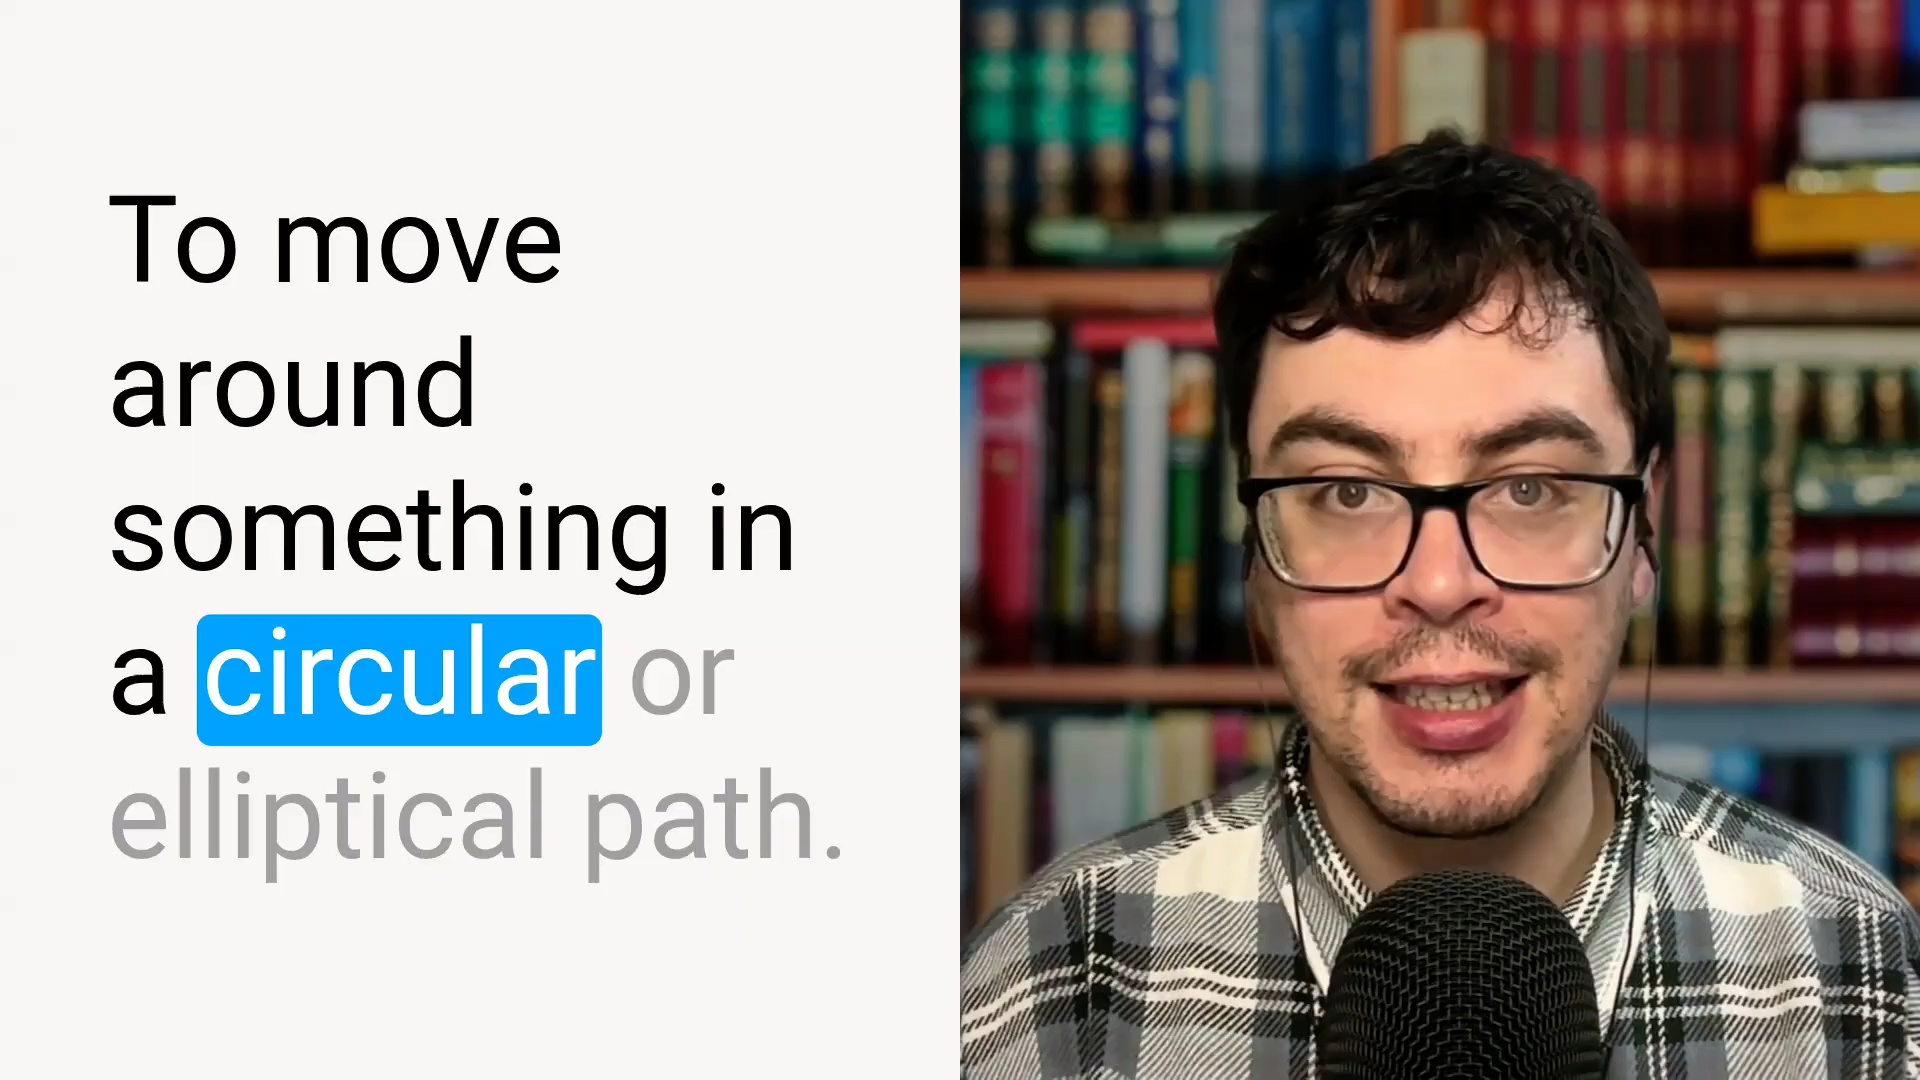 To move
around
something in
a circular or
elliptical path.